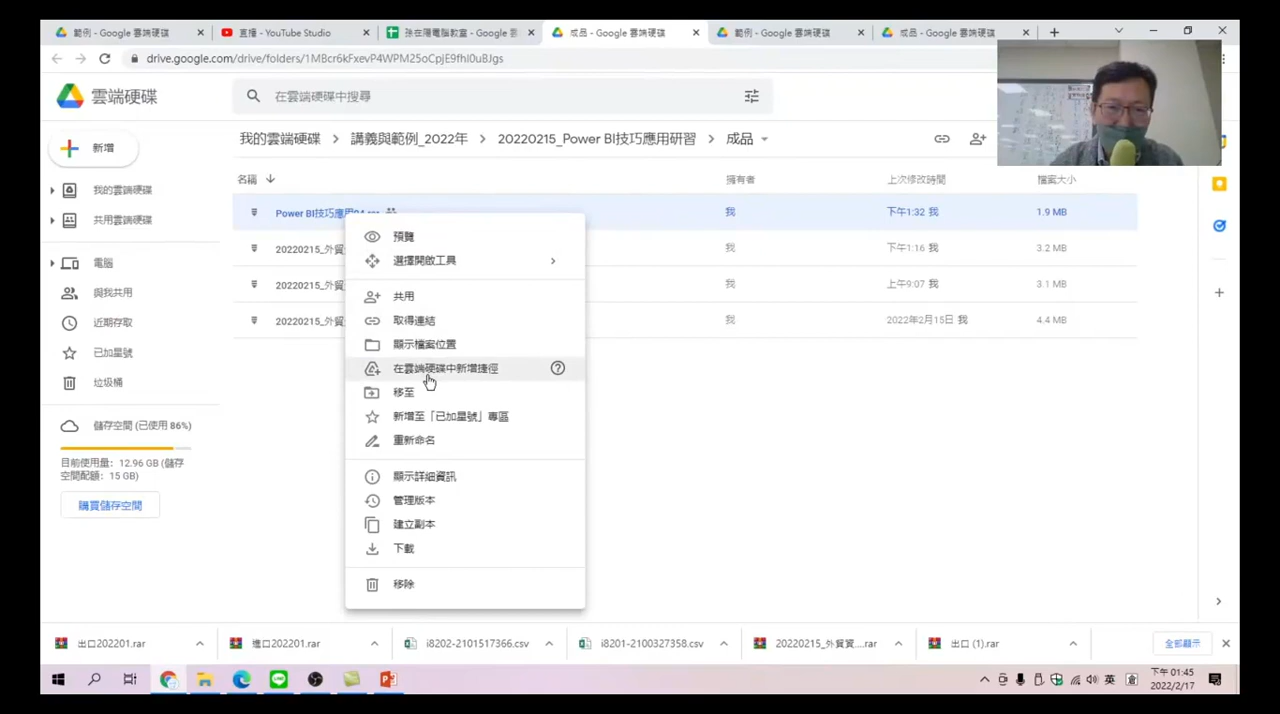 範例 - Google 雲端硬碟
直播 - YouTube Studio
孫在陽電腦教室 - Google 雲
成品 - Google 雲端硬碟
範例 - Google 雲端硬碟
成品 - Google 雲端硬碟
drive.google.com/drive/folders/1MBcr6kFxevP4WPM25oCpjE9fhl0uBJgs
雲端硬碟
在雲端硬碟中搜尋
新增
我的雲端硬碟
講義與範例_2022年
20220215_Power BI技巧應用研習
成品
名稱
擁有者
上次修改時間
檔案大小
Power BI技巧應用04.rar
我
下午1:32 我
1.9 MB
20220215_外貿
我
下午1:16 我
3.2 MB
20220215_外貿
我
上午9:07 我
3.1 MB
20220215_外貿
我
2022年2月15日 我
4.4 MB
我的雲端硬碟
共用雲端硬碟
電腦
與我共用
近期存取
已加星號
垃圾桶
儲存空間 (已使用 86%)
目前使用量：12.96 GB (儲存
空間配額：15 GB)
購買儲存空間
預覽
選擇開啟工具
共用
取得連結
顯示檔案位置
在雲端硬碟中新增捷徑
移至
新增至「已加星號」專區
重新命名
顯示詳細資訊
管理版本
建立副本
下載
移除
出口202201.rar
進口202201.rar
i8202-2101517366.csv
i8201-2100327358.csv
20220215_外貿資....rar
出口 (1).rar
全部顯示
英
下午 01:45
2022/2/17